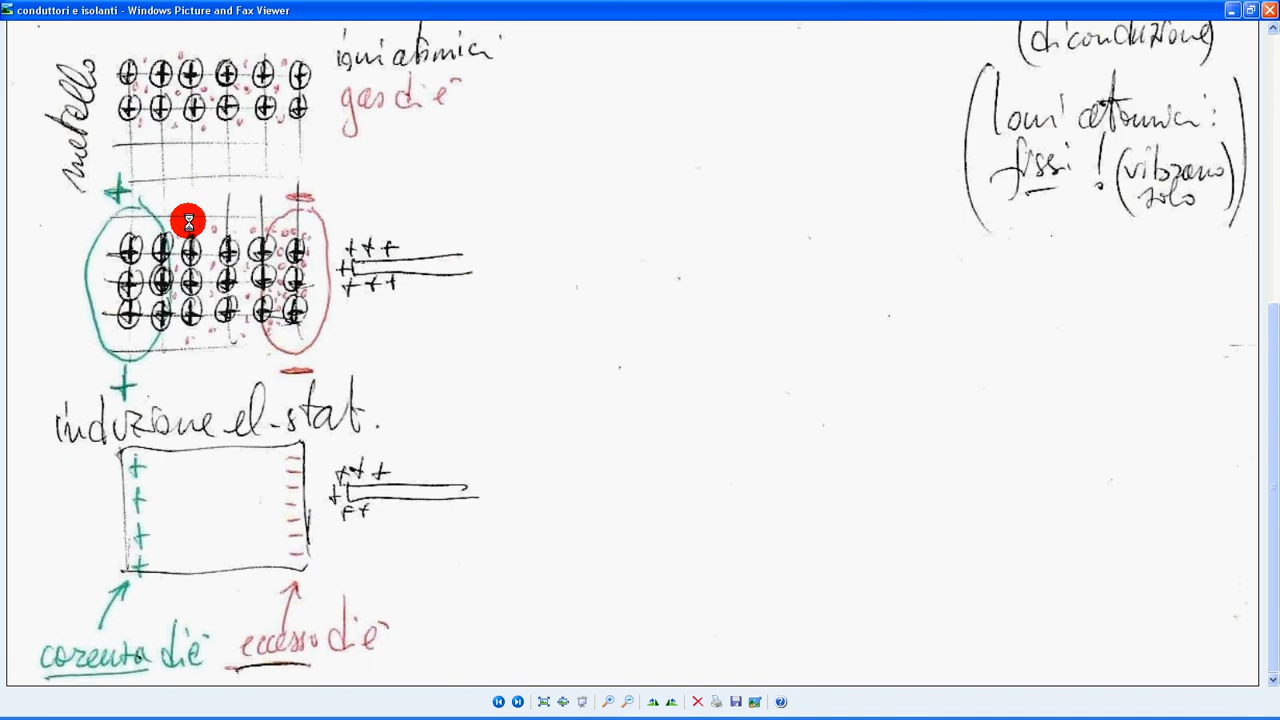 conduttori e isolanti - Windows Picture and Fax Viewer
(di conduzione)
ioni atomici
gas di e⁻
metallo
(Ioni atomici:
fissi! (vibrano
solo)
+ −
+ + +
+
+ + +
+ −
induzione el-stat.
+ + +
+
+ +
+ −
+ −
+ −
+ −
carenza di e⁻ eccesso di e⁻